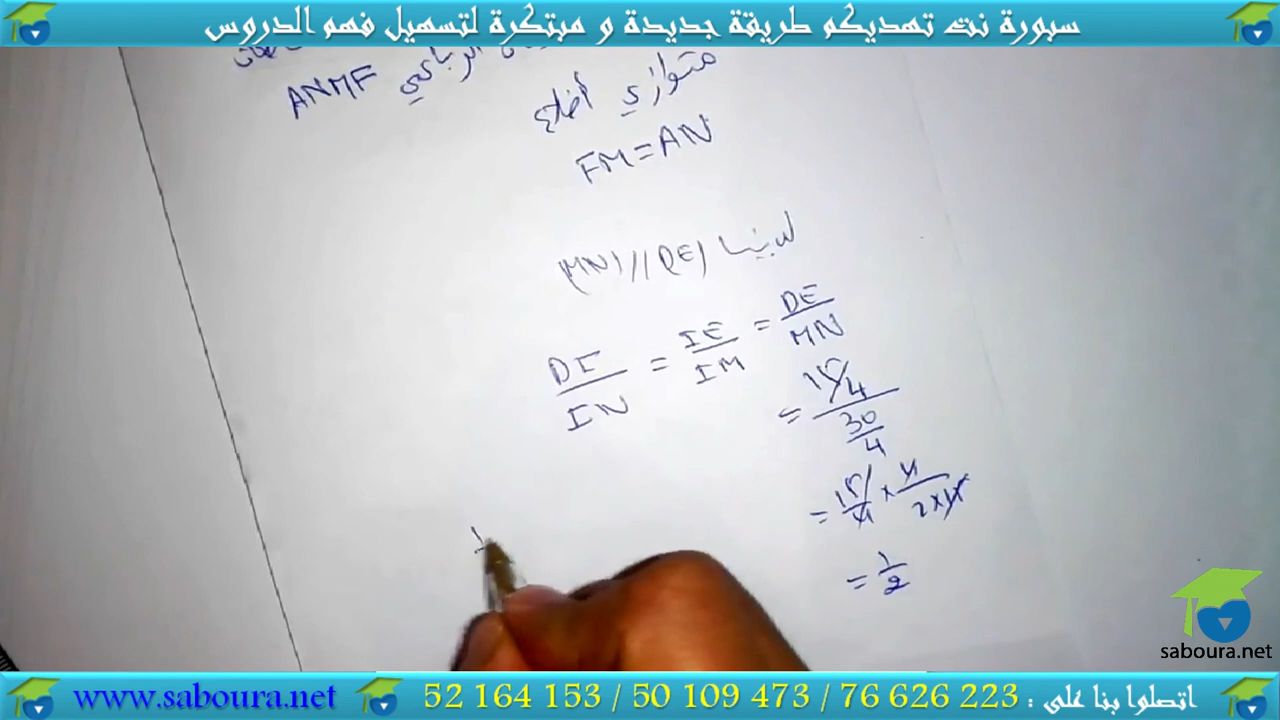 سبورة نت تهديكم طريقة جديدة و مبتكرة لتسهيل فهم الدروس
الرباعي ANMF
متوازي أضلاع
FM=AN
لدينا (MN)//(DE)
DI/IN = IE/IM = DE/MN
= 15/4 / 30/4
= 15/4 × 4/2×15
= 1/2
saboura.net
www.saboura.net 52 164 153 / 50 109 473 / 76 626 223 اتصلوا بنا على :